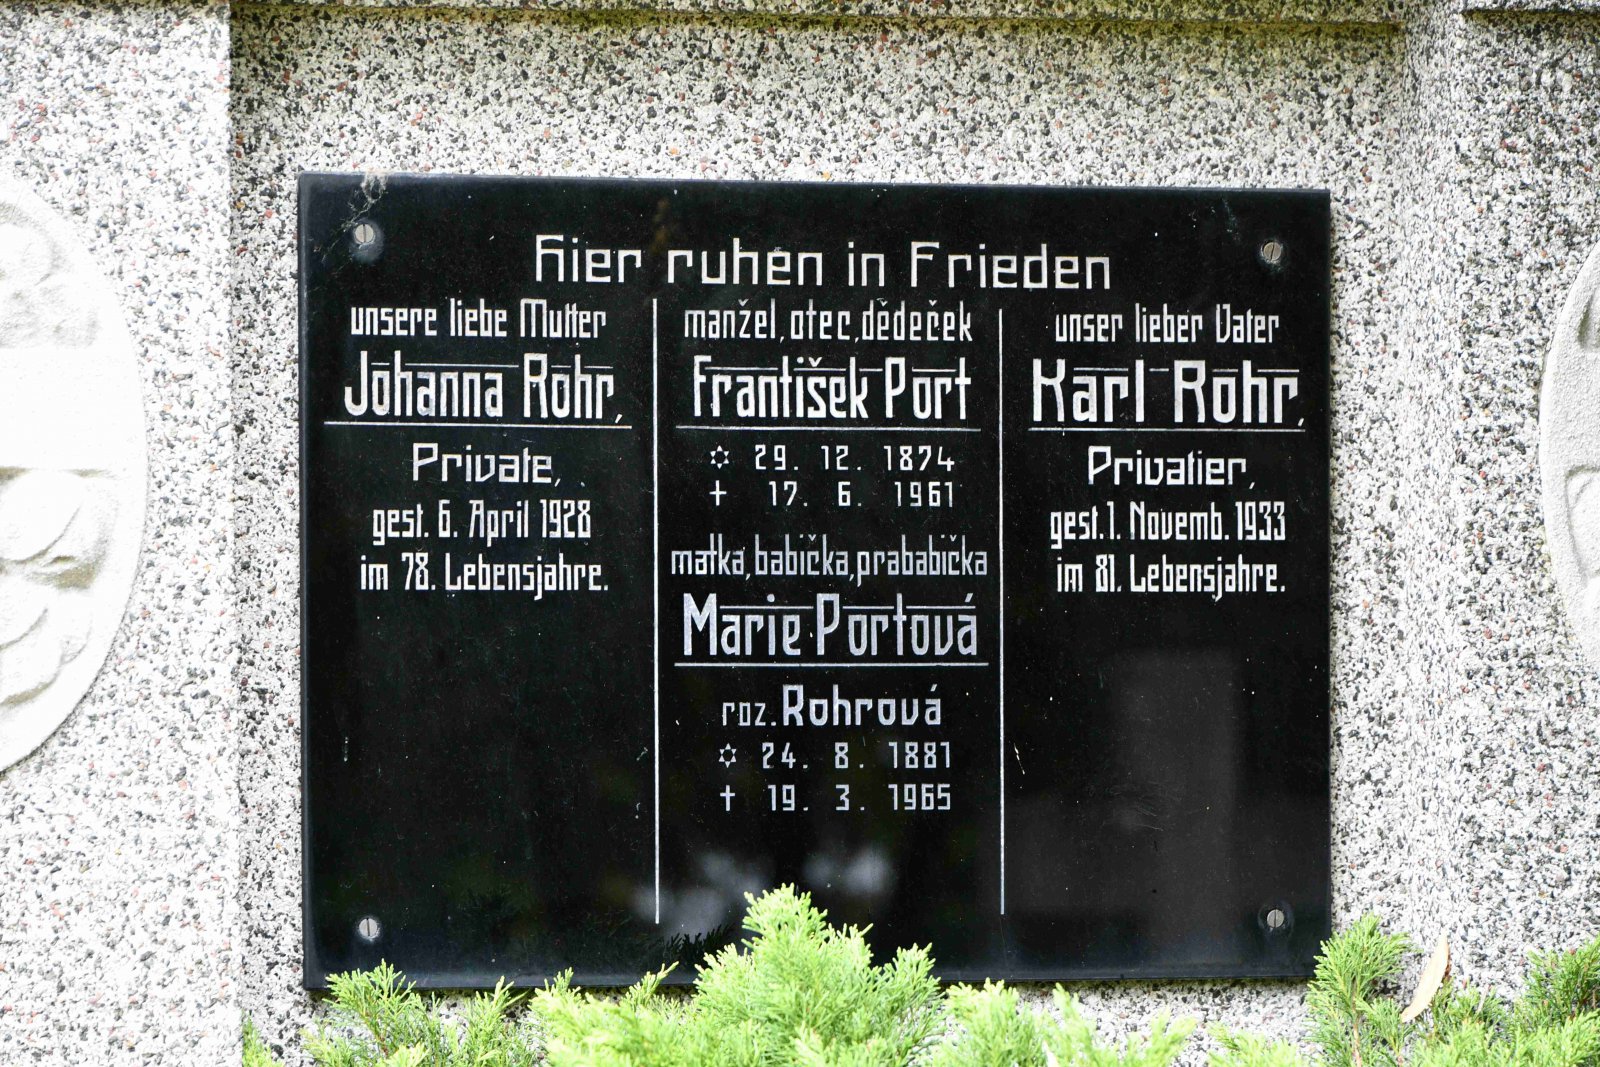 Hier ruhen in Frieden
unsere liebe Mutter
Johanna Rohr,
Private,
gest. 6. April 1928
im 78. Lebensjahre.
manžel, otec, dědeček
František Port
✡ 29. 12. 1874
† 17. 6. 1961
matka, babička, prababička
Marie Portová
roz. Rohrová
✡ 24. 8. 1881
† 19. 3. 1965
unser lieber Vater
Karl Rohr,
Privatier,
gest. 1. Novemb. 1933
im 81. Lebensjahre.